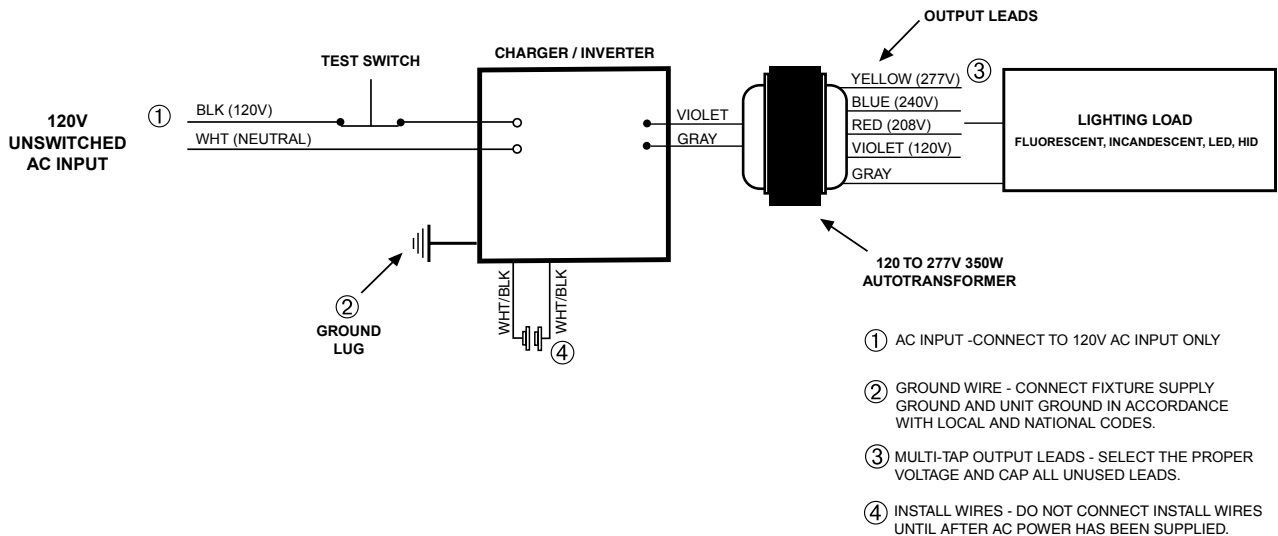 OUTPUT LEADS
TEST SWITCH
CHARGER / INVERTER
120V
UNSWITCHED
AC INPUT
① BLK (120V)
WHT (NEUTRAL)
VIOLET
GRAY
YELLOW (277V) ③
BLUE (240V)
RED (208V)
VIOLET (120V)
GRAY
LIGHTING LOAD
FLUORESCENT, INCANDESCENT, LED, HID
②
GROUND
LUG
WHT/BLK
WHT/BLK
④
120 TO 277V 350W
AUTOTRANSFORMER
① AC INPUT -CONNECT TO 120V AC INPUT ONLY
② GROUND WIRE - CONNECT FIXTURE SUPPLY
GROUND AND UNIT GROUND IN ACCORDANCE
WITH LOCAL AND NATIONAL CODES.
③ MULTI-TAP OUTPUT LEADS - SELECT THE PROPER
VOLTAGE AND CAP ALL UNUSED LEADS.
④ INSTALL WIRES - DO NOT CONNECT INSTALL WIRES
UNTIL AFTER AC POWER HAS BEEN SUPPLIED.